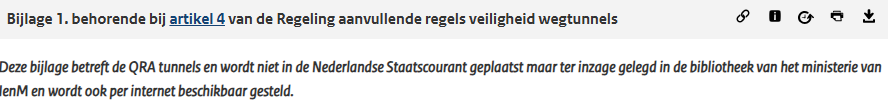 Bijlage 1. behorende bij artikel 4 van de Regeling aanvullende regels veiligheid wegtunnels
Deze bijlage betreft de QRA tunnels en wordt niet in de Nederlandse Staatscourant geplaatst maar ter inzage gelegd in de bibliotheek van het ministerie van
IenM en wordt ook per internet beschikbaar gesteld.